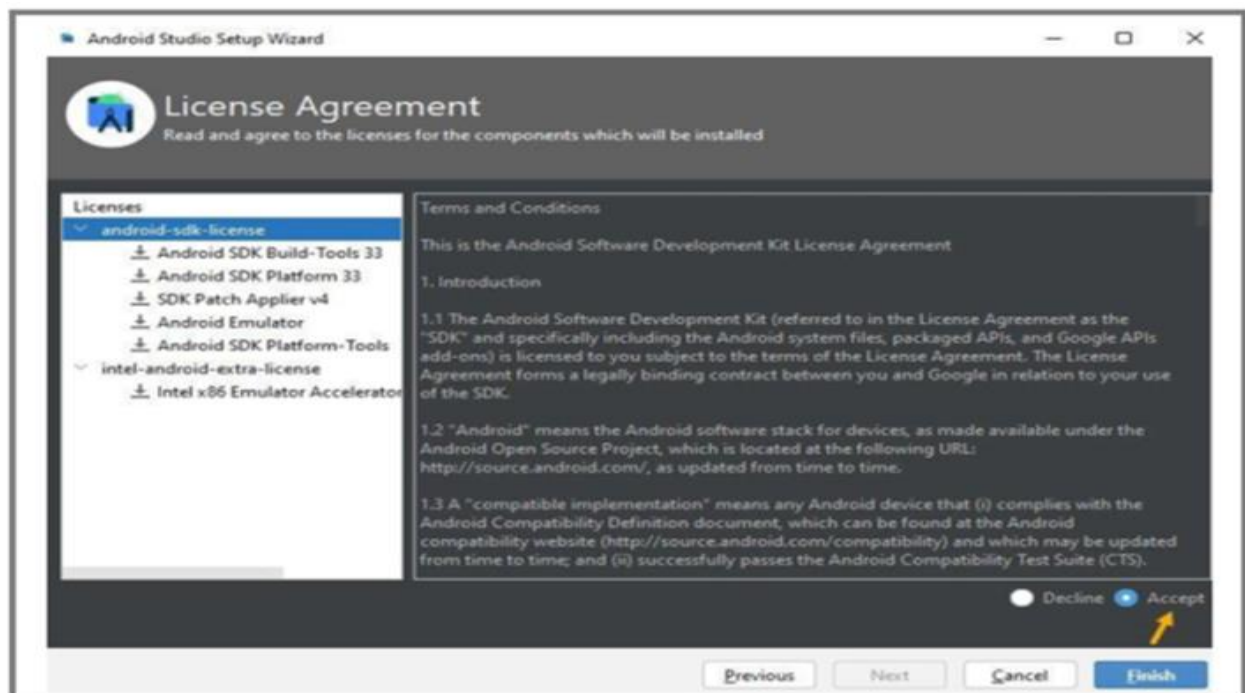 Android Studio Setup Wizard
License Agreement
Read and agree to the licenses for the components which will be installed
Licenses
android-sdk-license
Android SDK Build-Tools 33
Android SDK Platform 33
SDK Patch Applier v4
Android Emulator
Android SDK Platform-Tools
intel-android-extra-license
Intel x86 Emulator Accelerator
Terms and Conditions
This is the Android Software Development Kit License Agreement
1. Introduction
1.1 The Android Software Development Kit (referred to in the License Agreement as the
"SDK" and specifically including the Android system files, packaged APIs, and Google APIs
add-ons) is licensed to you subject to the terms of the License Agreement. The License
Agreement forms a legally binding contract between you and Google in relation to your use
of the SDK.
1.2 "Android" means the Android software stack for devices, as made available under the
Android Open Source Project, which is located at the following URL:
http://source.android.com/, as updated from time to time.
1.3 A "compatible implementation" means any Android device that (i) complies with the
Android Compatibility Definition document, which can be found at the Android
compatibility website (http://source.android.com/compatibility) and which may be updated
from time to time; and (ii) successfully passes the Android Compatibility Test Suite (CTS).
Decline Accept
Previous Next Cancel Finish